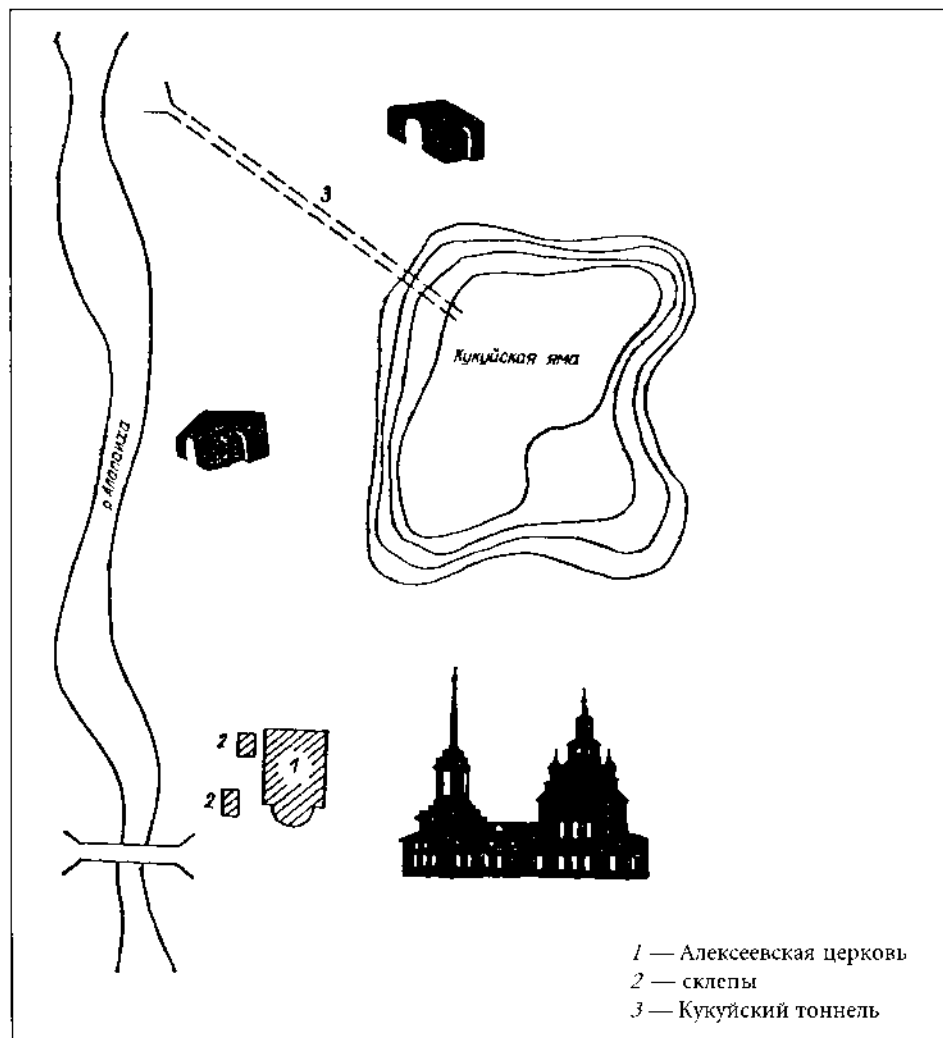 3
Кукуйская яма
р Алапаиха
2
1
2
1 — Алексеевская церковь
2 — склепы
3 — Кукуйский тоннель